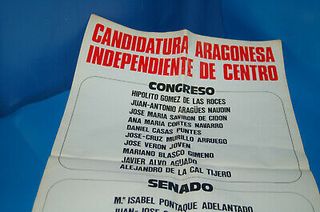 CANDIDATURA ARAGONESA
INDEPENDIENTE DE CENTRO
CONGRESO
HIPOLITO GOMEZ DE LAS ROCES
JUAN-ANTONIO ARAGÜES NAUDIN
JOSE MARIA SAVIRON DE CIDON
ANA MARIA CORTES NAVARRO
DANIEL CASAS PUNTES
JOSE-CRUZ MURILLO ARRUEGO
JOSE VERON JOVEN
MARIANO BLASCO GIMENO
JAVIER ALVO AGUADO
ALEJANDRO DE LA CAL TIJERO
SENADO
M.ª ISABEL PONTAQUE ADELANTADO